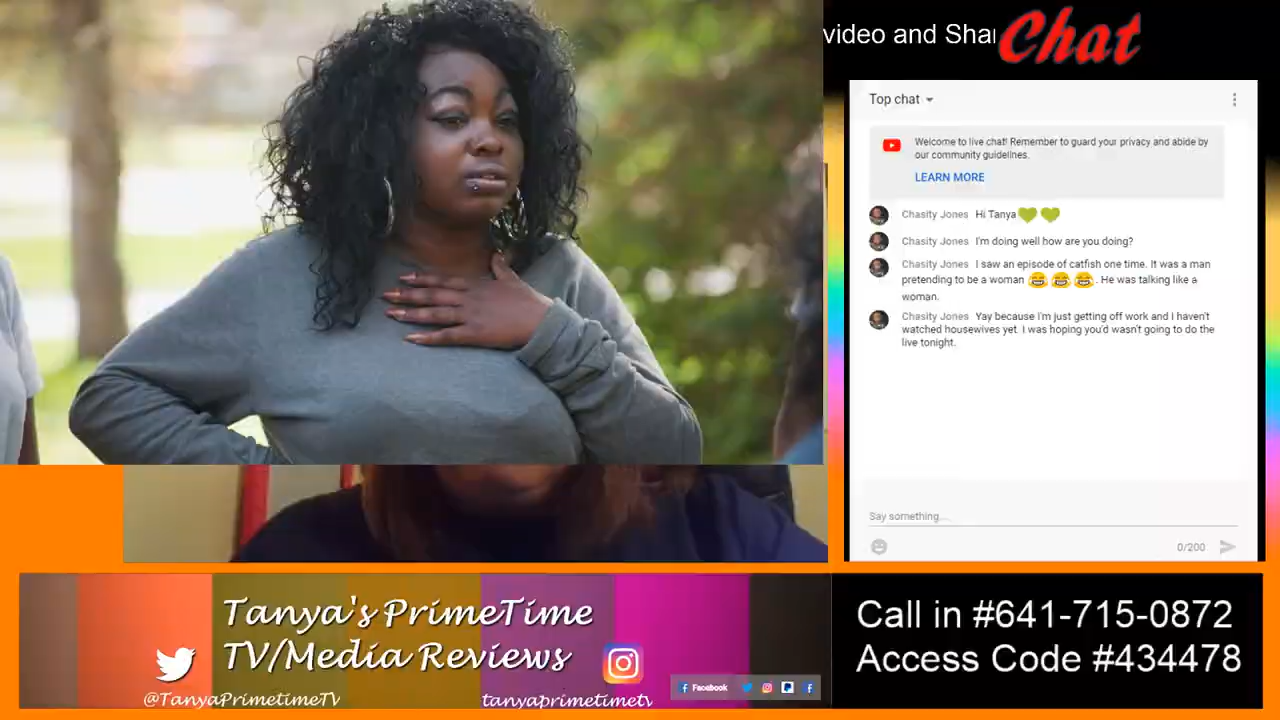 video and Shar
Chat
Top chat
Welcome to live chat! Remember to guard your privacy and abide by
our community guidelines.
LEARN MORE
Chasity Jones Hi Tanya
Chasity Jones I'm doing well how are you doing?
Chasity Jones I saw an episode of catfish one time. It was a man
pretending to be a woman 😂😂😂. He was talking like a
woman.
Chasity Jones Yay because I'm just getting off work and I haven't
watched housewives yet. I was hoping you'd wasn't going to do the
live tonight.
Say something...
0/200
Tanya's PrimeTime
TV/Media Reviews
@TanyaPrimetimeTV
tanyaprimetimetv
Facebook
Call in #641-715-0872
Access Code #434478